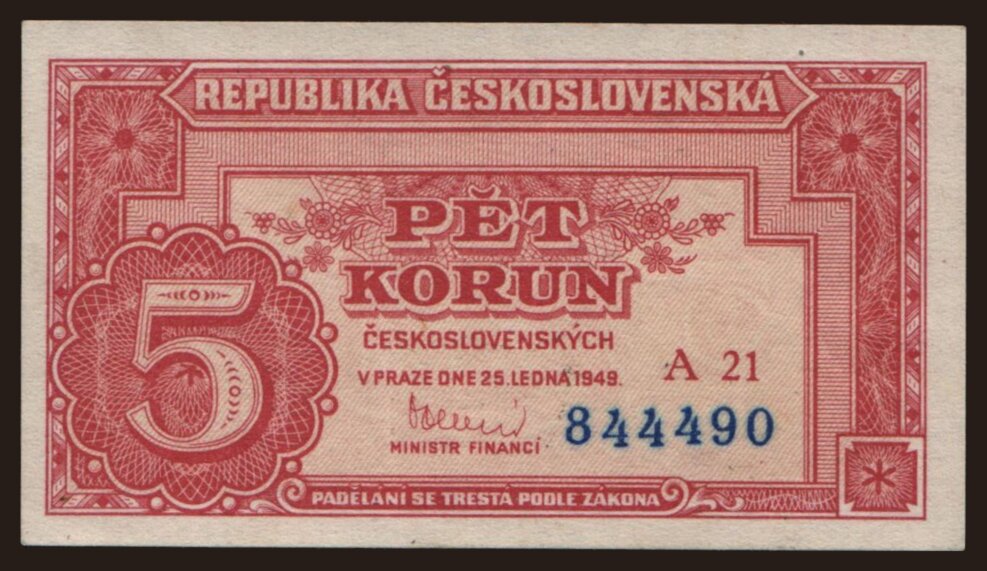 REPUBLIKA ČESKOSLOVENSKÁ
PĚT
KORUN
ČESKOSLOVENSKÝCH
V PRAZE DNE 25. LEDNA 1949.
A 21
844490
MINISTR FINANCÍ
5
PADĚLÁNÍ SE TRESTÁ PODLE ZÁKONA